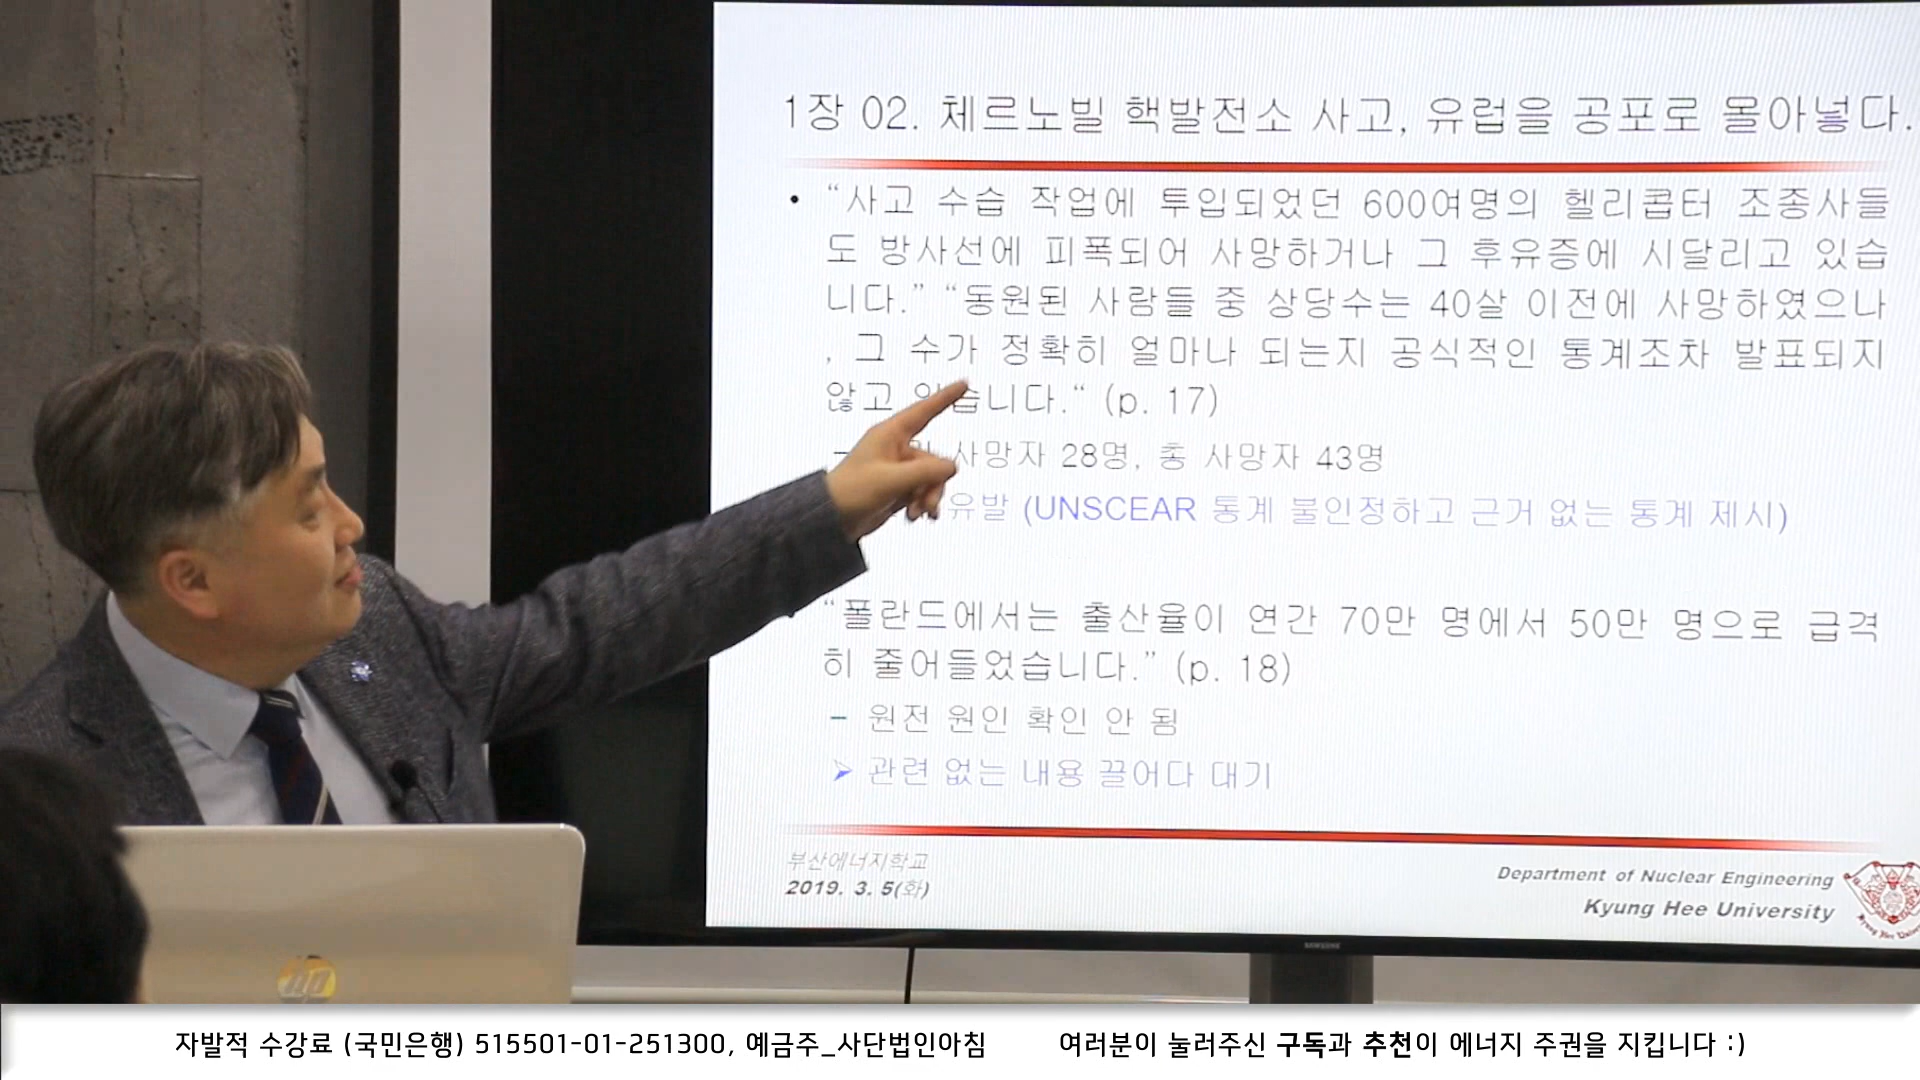 1장 02. 체르노빌 핵발전소 사고, 유럽을 공포로 몰아넣다.
• “사고 수습 작업에 투입되었던 600여명의 헬리콥터 조종사들
도 방사선에 피폭되어 사망하거나 그 후유증에 시달리고 있습
니다.” “동원된 사람들 중 상당수는 40살 이전에 사망하였으나
, 그 수가 정확히 얼마나 되는지 공식적인 통계조차 발표되지
않고 있습니다.“ (p. 17)
사망자 28명, 총 사망자 43명
유발 (UNSCEAR 통계 불인정하고 근거 없는 통계 제시)
“폴란드에서는 출산율이 연간 70만 명에서 50만 명으로 급격
히 줄어들었습니다.” (p. 18)
– 원전 원인 확인 안 됨
➢ 관련 없는 내용 끌어다 대기
부산에너지학교
2019. 3. 5(화)
Department of Nuclear Engineering
Kyung Hee University
SAMSUNG
hp
자발적 수강료 (국민은행) 515501-01-251300, 예금주_사단법인아침
여러분이 눌러주신 구독과 추천이 에너지 주권을 지킵니다 :)